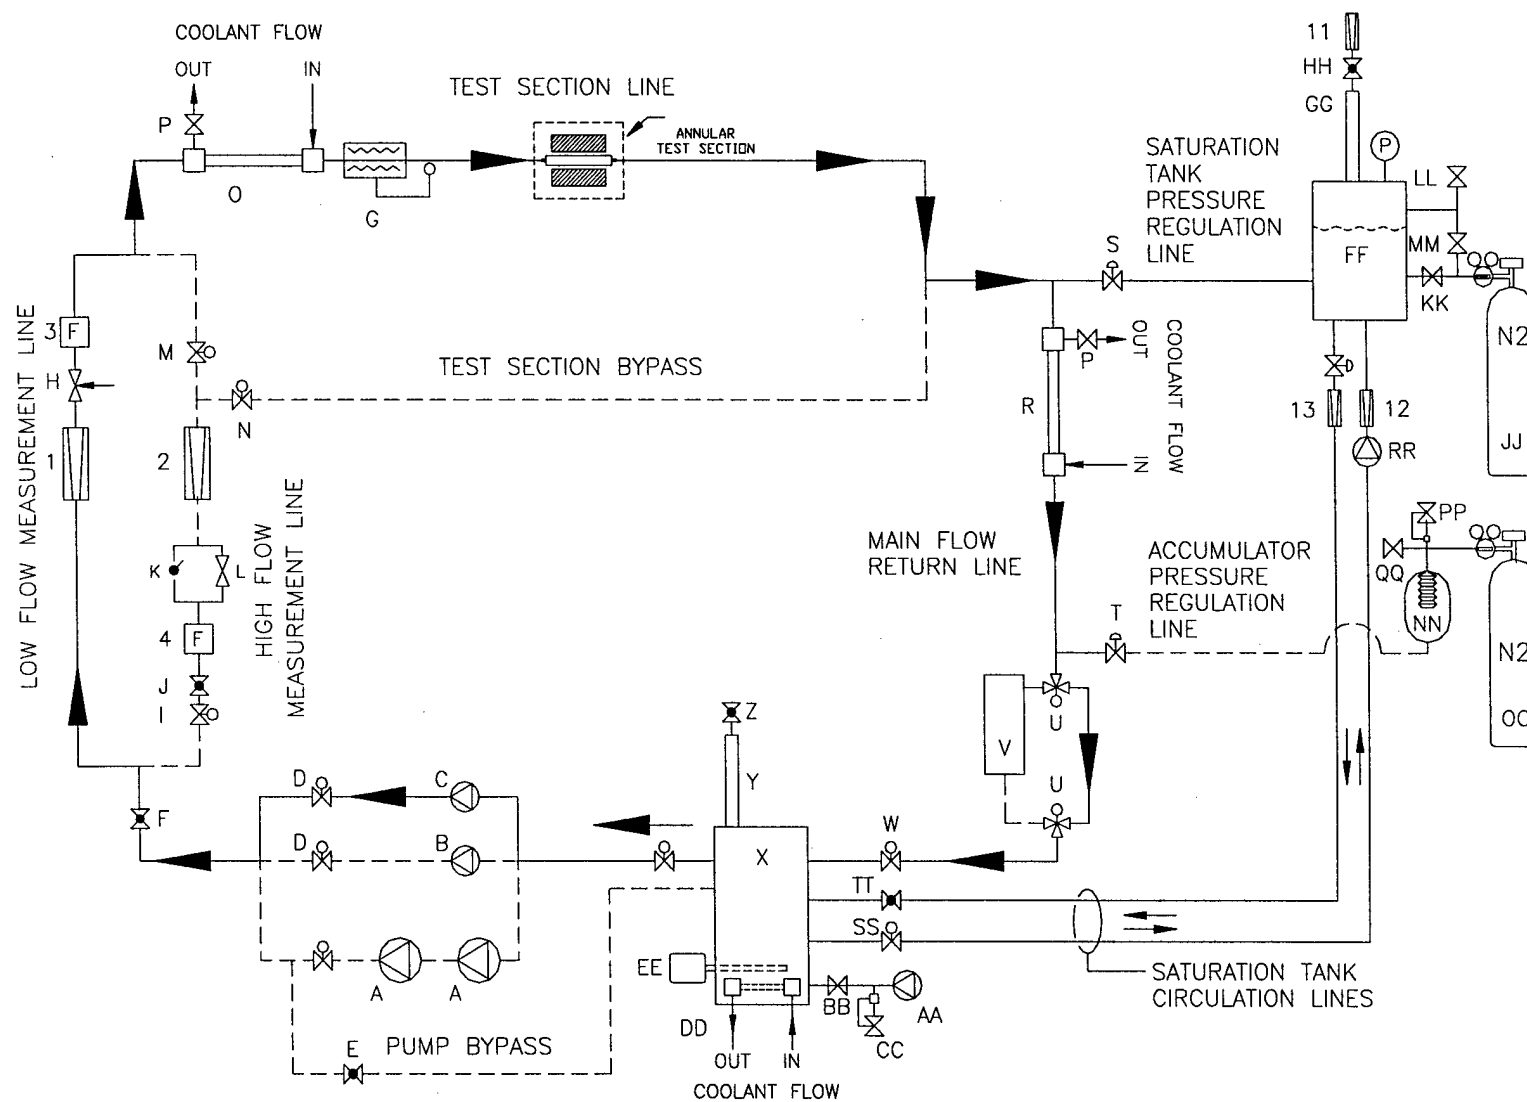 COOLANT FLOW
OUT
IN
P
O
G
TEST SECTION LINE
ANNULAR
TEST SECTION
11
HH
GG
P
SATURATION
TANK
PRESSURE
REGULATION
LINE
LL
MM
FF
KK
S
N2
JJ
LOW FLOW MEASUREMENT LINE
3
F
H
1
M
2
N
TEST SECTION BYPASS
P
OUT
IN
COOLANT FLOW
R
13
12
RR
K
L
HIGH FLOW
MEASUREMENT LINE
4
F
J
I
MAIN FLOW
RETURN LINE
ACCUMULATOR
PRESSURE
REGULATION
LINE
T
PP
QQ
NN
N2
V
U
U
Z
Y
D
C
F
D
B
X
W
TT
SS
A
A
EE
BB
AA
CC
DD
OUT
IN
COOLANT FLOW
E
PUMP BYPASS
SATURATION TANK
CIRCULATION LINES